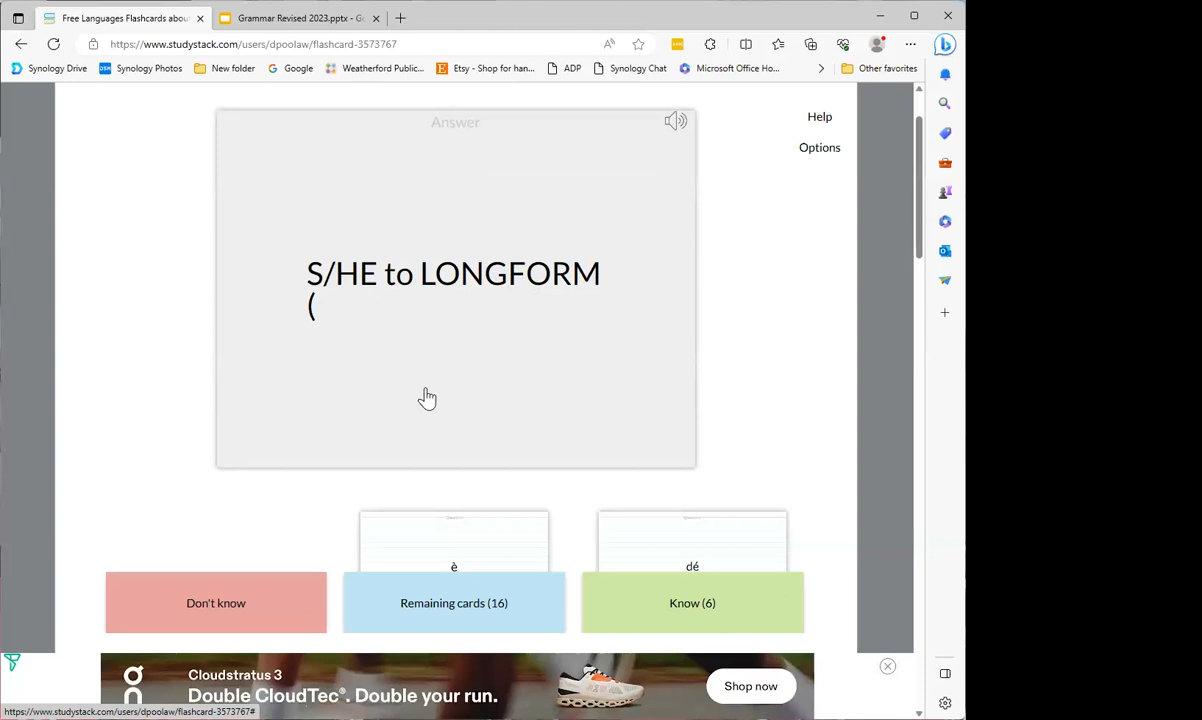 Free Languages Flashcards abou
Grammar Revised 2023.pptx - G
https://www.studystack.com/users/dpoolaw/flashcard-3573767
Synology Drive
DSM
Synology Photos
New folder
Google
Weatherford Public...
Etsy - Shop for han...
ADP
Synology Chat
Microsoft Office Ho...
Other favorites
Answer
Help
Options
S/HE to LONGFORM
(
è
dé
Don't know
Remaining cards (16)
Know (6)
Cloudstratus 3
Double CloudTec®. Double your run.
Shop now
https://www.studystack.com/users/dpoolaw/flashcard-3573767#